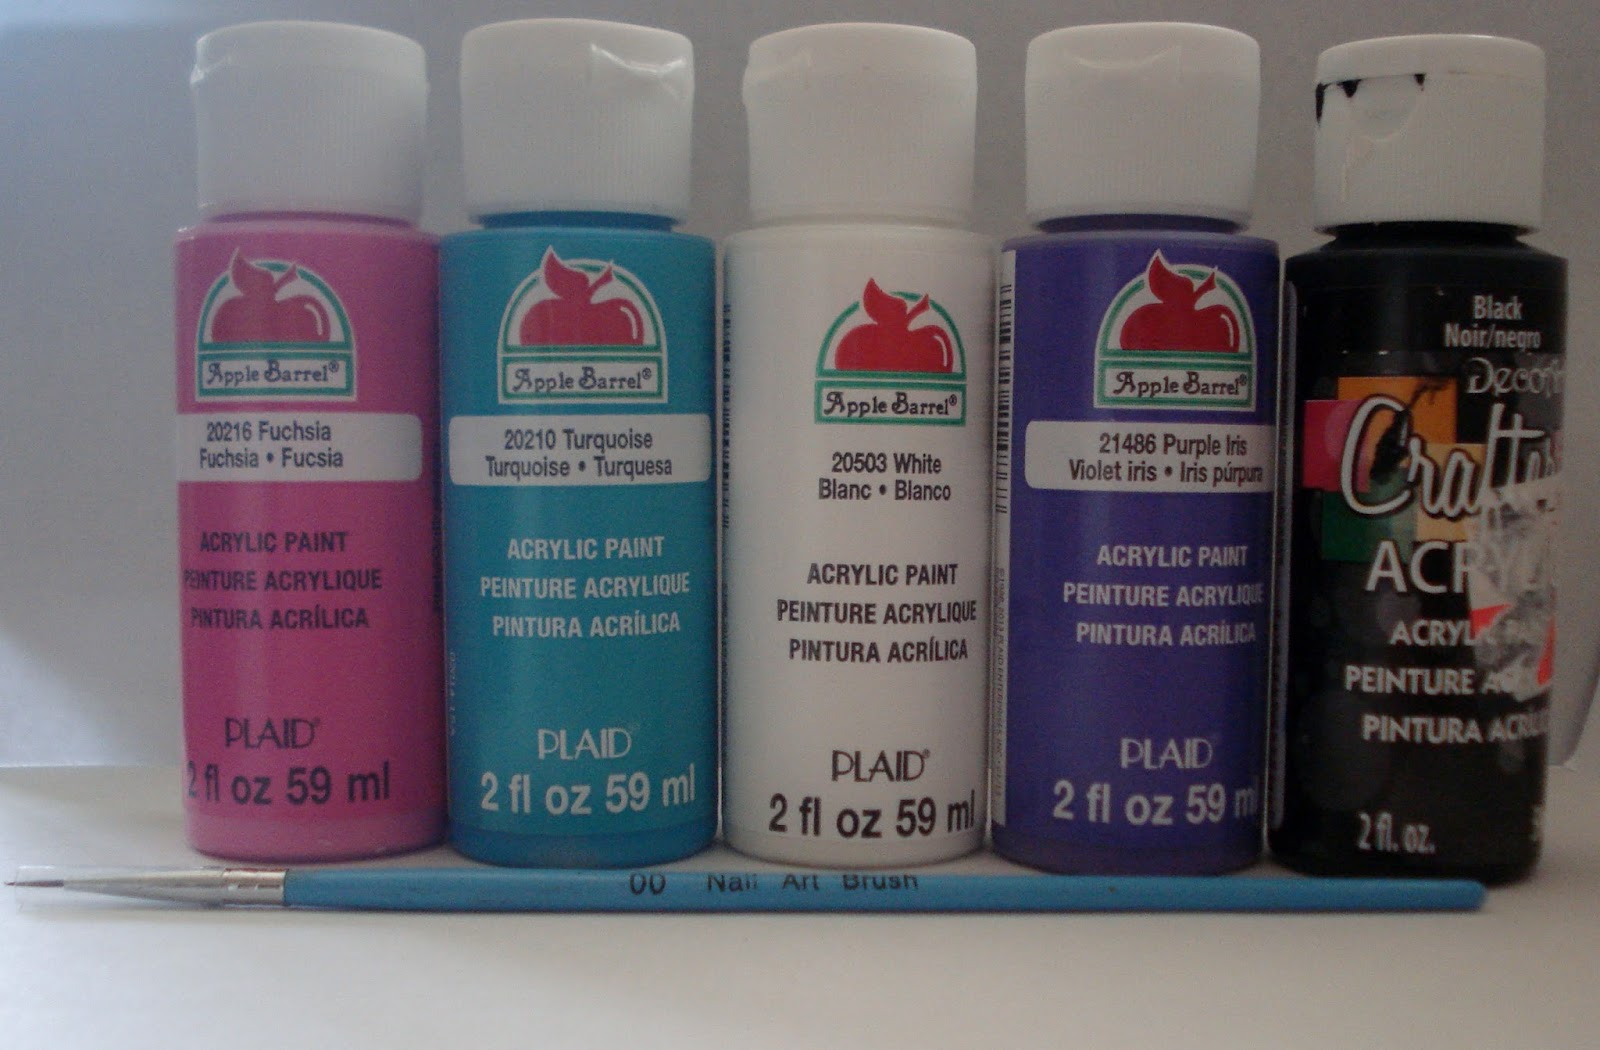 Apple Barrel®
20216 Fuchsia
Fuchsia • Fucsia
ACRYLIC PAINT
PEINTURE ACRYLIQUE
PINTURA ACRÍLICA
PLAID®
2 fl oz 59 ml
Apple Barrel®
20210 Turquoise
Turquoise • Turquesa
ACRYLIC PAINT
PEINTURE ACRYLIQUE
PINTURA ACRÍLICA
PLAID®
2 fl oz 59 ml
Apple Barrel®
20503 White
Blanc • Blanco
ACRYLIC PAINT
PEINTURE ACRYLIQUE
PINTURA ACRÍLICA
PLAID®
2 fl oz 59 ml
Apple Barrel®
21486 Purple Iris
Violet iris • Iris púrpura
ACRYLIC PAINT
PEINTURE ACRYLIQUE
PINTURA ACRÍLICA
PLAID®
2 fl oz 59 ml
Black
Noir/negro
PEINTURE
PINTURA
2 fl. oz.
00 Nail Art Brush